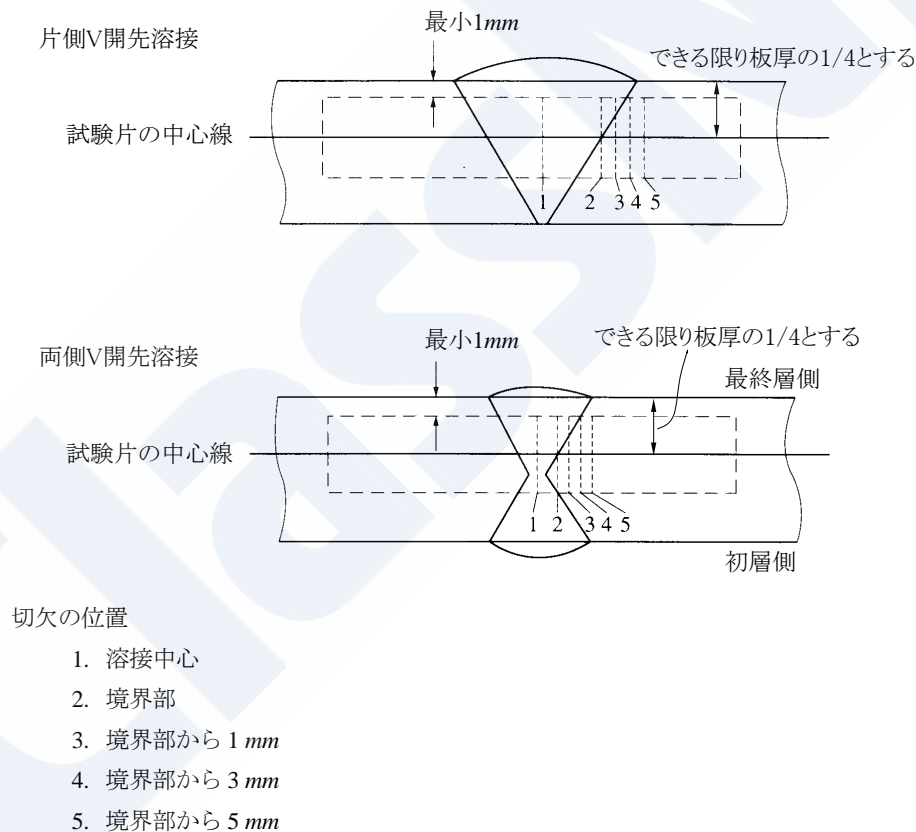 片側V開先溶接
最小1mm
できる限り板厚の1/4とする
試験片の中心線
1 2 3 4 5
両側V開先溶接
最小1mm
できる限り板厚の1/4とする
最終層側
試験片の中心線
1 2 3 4 5
初層側
切欠の位置
1. 溶接中心
2. 境界部
3. 境界部から 1 mm
4. 境界部から 3 mm
5. 境界部から 5 mm